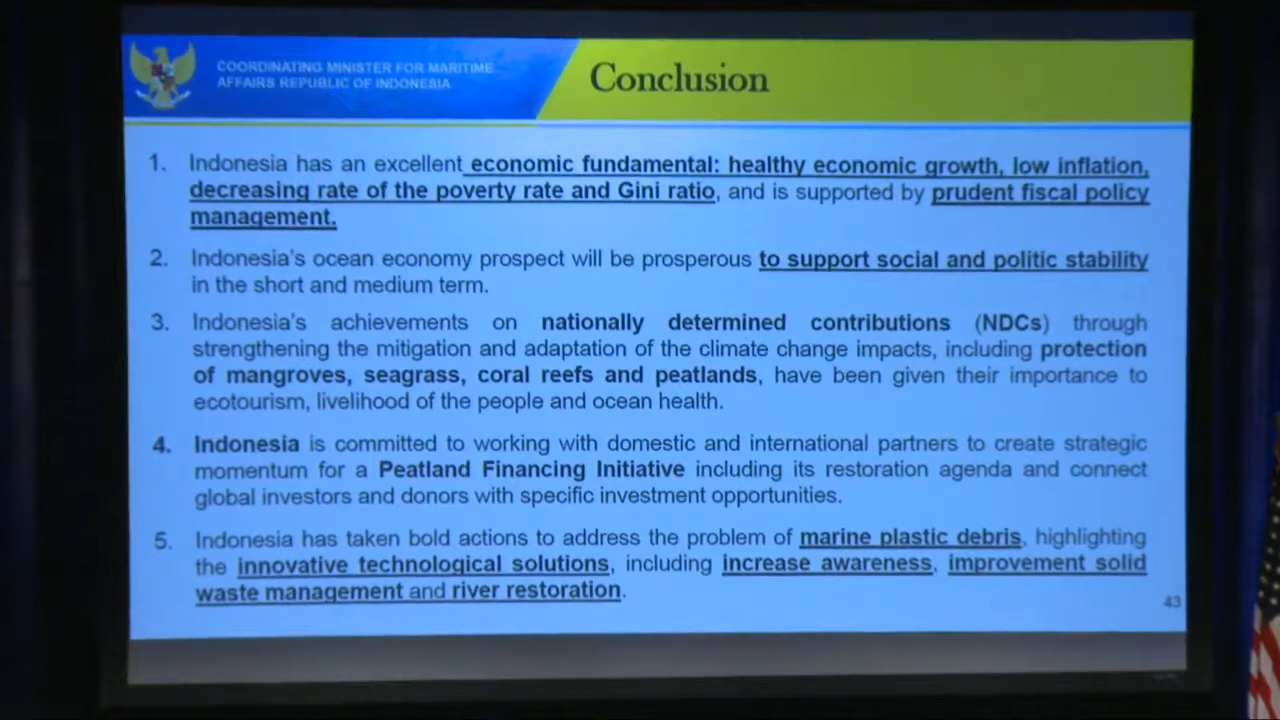 COORDINATING MINISTER FOR MARITIME
AFFAIRS REPUBLIC OF INDONESIA
Conclusion
1. Indonesia has an excellent economic fundamental: healthy economic growth, low inflation,
decreasing rate of the poverty rate and Gini ratio, and is supported by prudent fiscal policy
management.
2. Indonesia's ocean economy prospect will be prosperous to support social and politic stability
in the short and medium term.
3. Indonesia's achievements on nationally determined contributions (NDCs) through
strengthening the mitigation and adaptation of the climate change impacts, including protection
of mangroves, seagrass, coral reefs and peatlands, have been given their importance to
ecotourism, livelihood of the people and ocean health.
4. Indonesia is committed to working with domestic and international partners to create strategic
momentum for a Peatland Financing Initiative including its restoration agenda and connect
global investors and donors with specific investment opportunities.
5. Indonesia has taken bold actions to address the problem of marine plastic debris, highlighting
the innovative technological solutions, including increase awareness, improvement solid
waste management and river restoration.
43